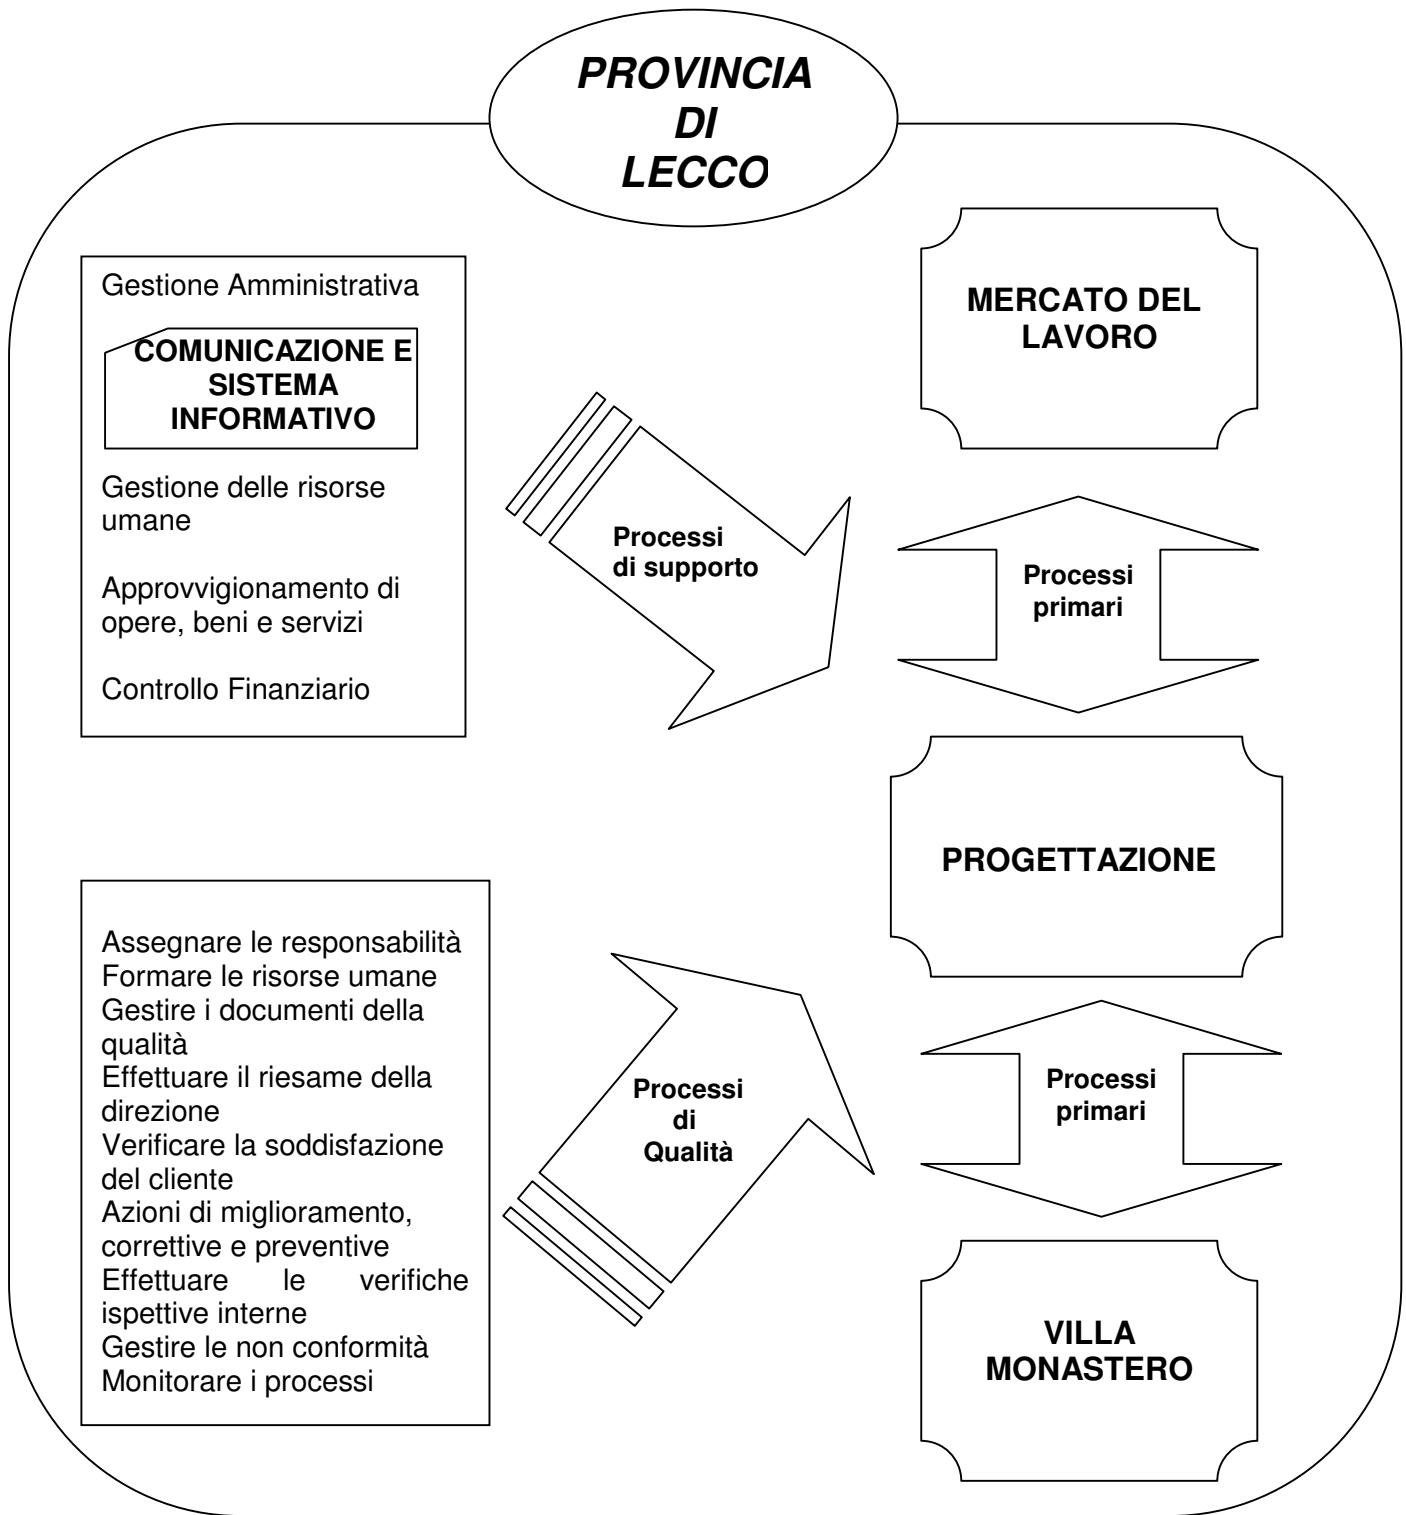 PROVINCIA
DI
LECCO
Gestione Amministrativa
COMUNICAZIONE E
SISTEMA
INFORMATIVO
Gestione delle risorse
umane
Approvvigionamento di
opere, beni e servizi
Controllo Finanziario
Processi
di supporto
MERCATO DEL
LAVORO
Processi
primari
PROGETTAZIONE
Assegnare le responsabilità
Formare le risorse umane
Gestire i documenti della
qualità
Effettuare il riesame della
direzione
Verificare la soddisfazione
del cliente
Azioni di miglioramento,
correttive e preventive
Effettuare le verifiche
ispettive interne
Gestire le non conformità
Monitorare i processi
Processi
di
Qualità
Processi
primari
VILLA
MONASTERO